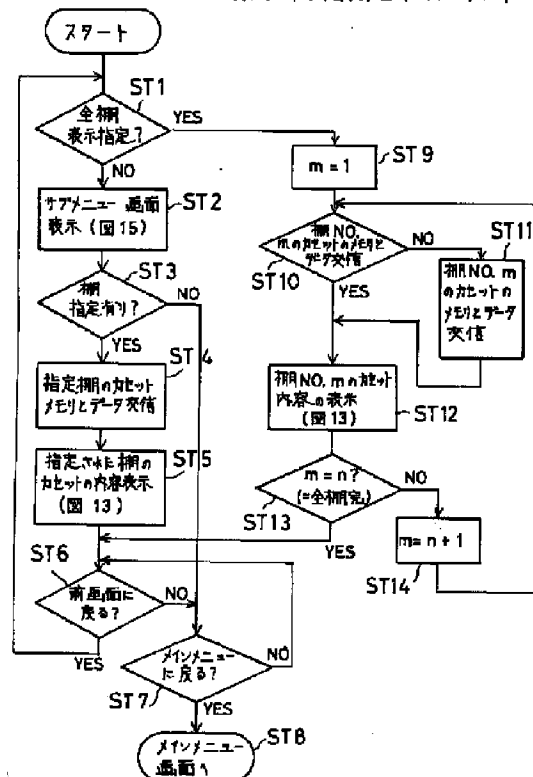 スタート
ST1
全棚
表示指定?
YES
NO
ST2
サブメニュー画面
表示(図15)
ST3
棚
指定有り?
NO
YES
ST4
指定棚のカセット
メモリとデータ交信
ST5
指定された棚の
カセットの内容表示
(図13)
ST6
前画面に
戻る?
NO
YES
メインメニュー
に戻る?
NO
ST7
YES
ST8
メインメニュー
画面へ
ST9
m=1
棚NO.
mのカセットのメモリと
データ交信
NO
ST10
YES
ST11
棚NO.m
のカセットの
メモリとデータ
交信
棚NO.mのカセット
内容の表示
(図13)
ST12
m=n?
(=全棚完)
NO
ST13
YES
m=n+1
ST14